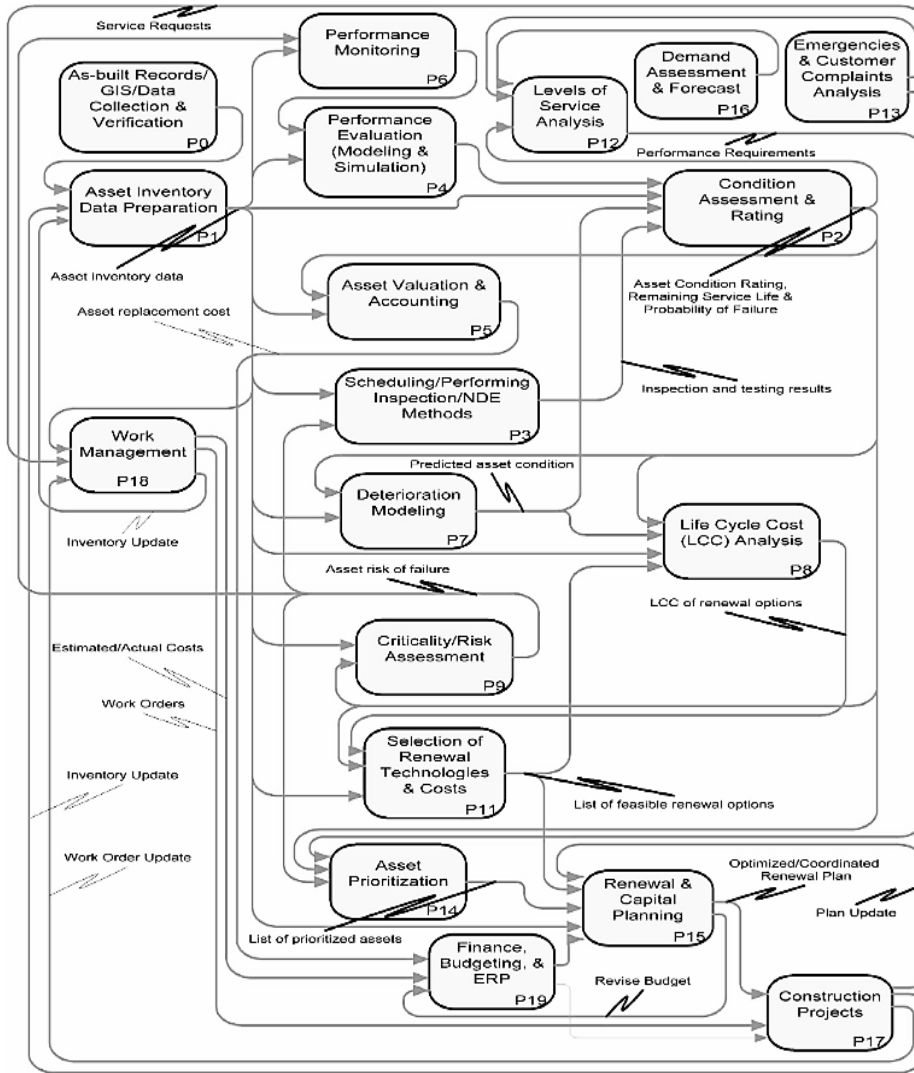 Service Requests
Performance
Monitoring
P6
As-built Records/
GIS/Data
Collection &
Verification
P0
Levels of
Service
Analysis
P12
Demand
Assessment
& Forecast
P16
Emergencies
& Customer
Complaints
Analysis
P13
Performance
Evaluation
(Modeling &
Simulation)
P4
Performance Requirements
Asset Inventory
Data Preparation
P1
Condition
Assessment &
Rating
P2
Asset inventory data
Asset Valuation &
Accounting
P5
Asset Condition Rating,
Remaining Service Life &
Probability of Failure
Asset replacement cost
Scheduling/Performing
Inspection/NDE
Methods
P3
Inspection and testing results
Work
Management
P18
Predicted asset condition
Deterioration
Modeling
P7
Life Cycle Cost
(LCC) Analysis
P8
Inventory Update
Asset risk of failure
LCC of renewal options
Criticality/Risk
Assessment
P9
Estimated/Actual Costs
Work Orders
Selection of
Renewal
Technologies
& Costs
P11
Inventory Update
List of feasible renewal options
Work Order Update
Asset
Prioritization
P14
Renewal &
Capital
Planning
P15
Optimized/Coordinated
Renewal Plan
Plan Update
List of prioritized assets
Finance,
Budgeting, &
ERP
P19
Revise Budget
Construction
Projects
P17